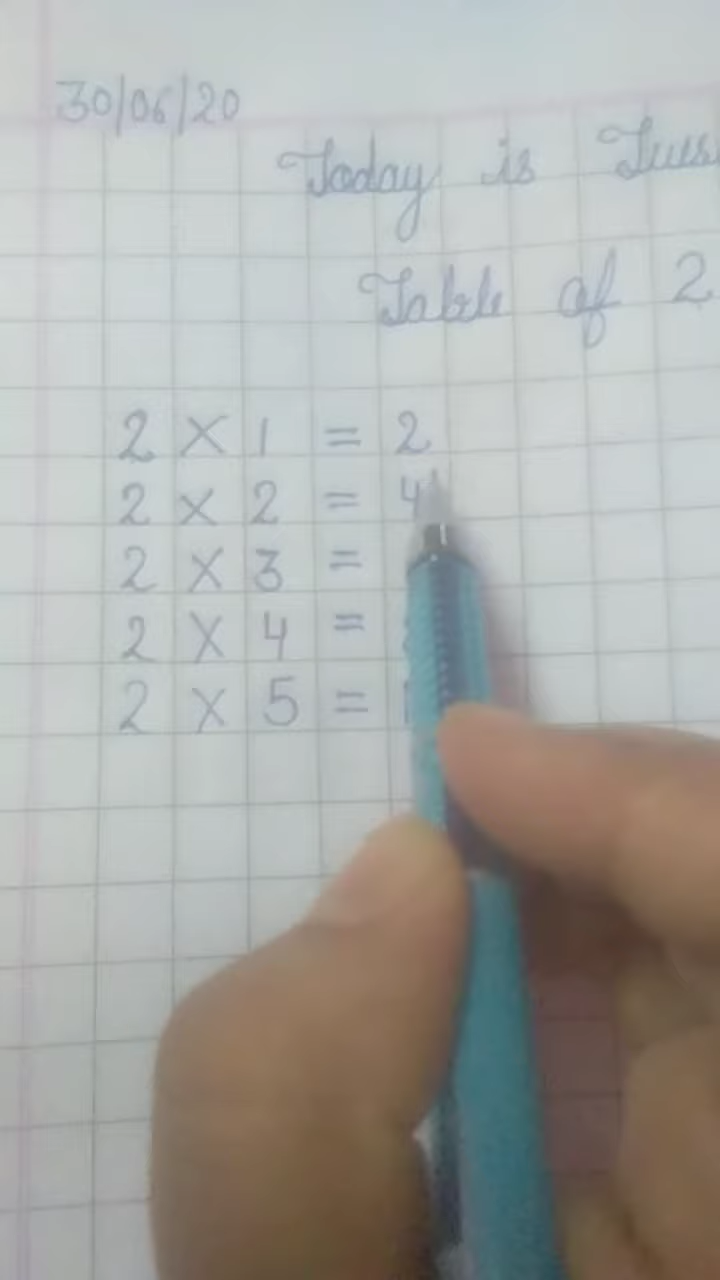 30/06/20
Today is Tues
Table of 2
2 × 1 = 2
2 × 2 = 4
2 × 3 =
2 × 4 =
2 × 5 =